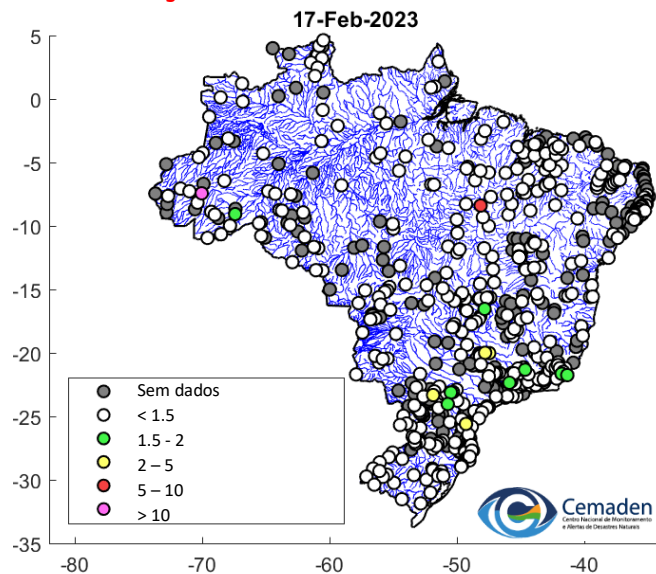 17-Feb-2023
5
0
-5
-10
-15
-20
-25
-30
-35
Sem dados
< 1.5
1.5 - 2
2 – 5
5 – 10
> 10
Cemaden
Centro Nacional de Monitoramento
e Alertas de Desastres Naturais
-80
-70
-60
-50
-40